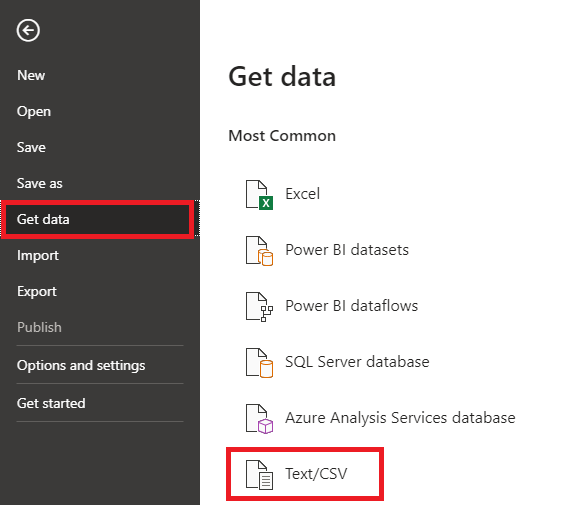 New
Open
Save
Save as
Get data
Import
Export
Publish
Options and settings
Get started
Get data
Most Common
Excel
Power BI datasets
Power BI dataflows
SQL Server database
Azure Analysis Services database
Text/CSV